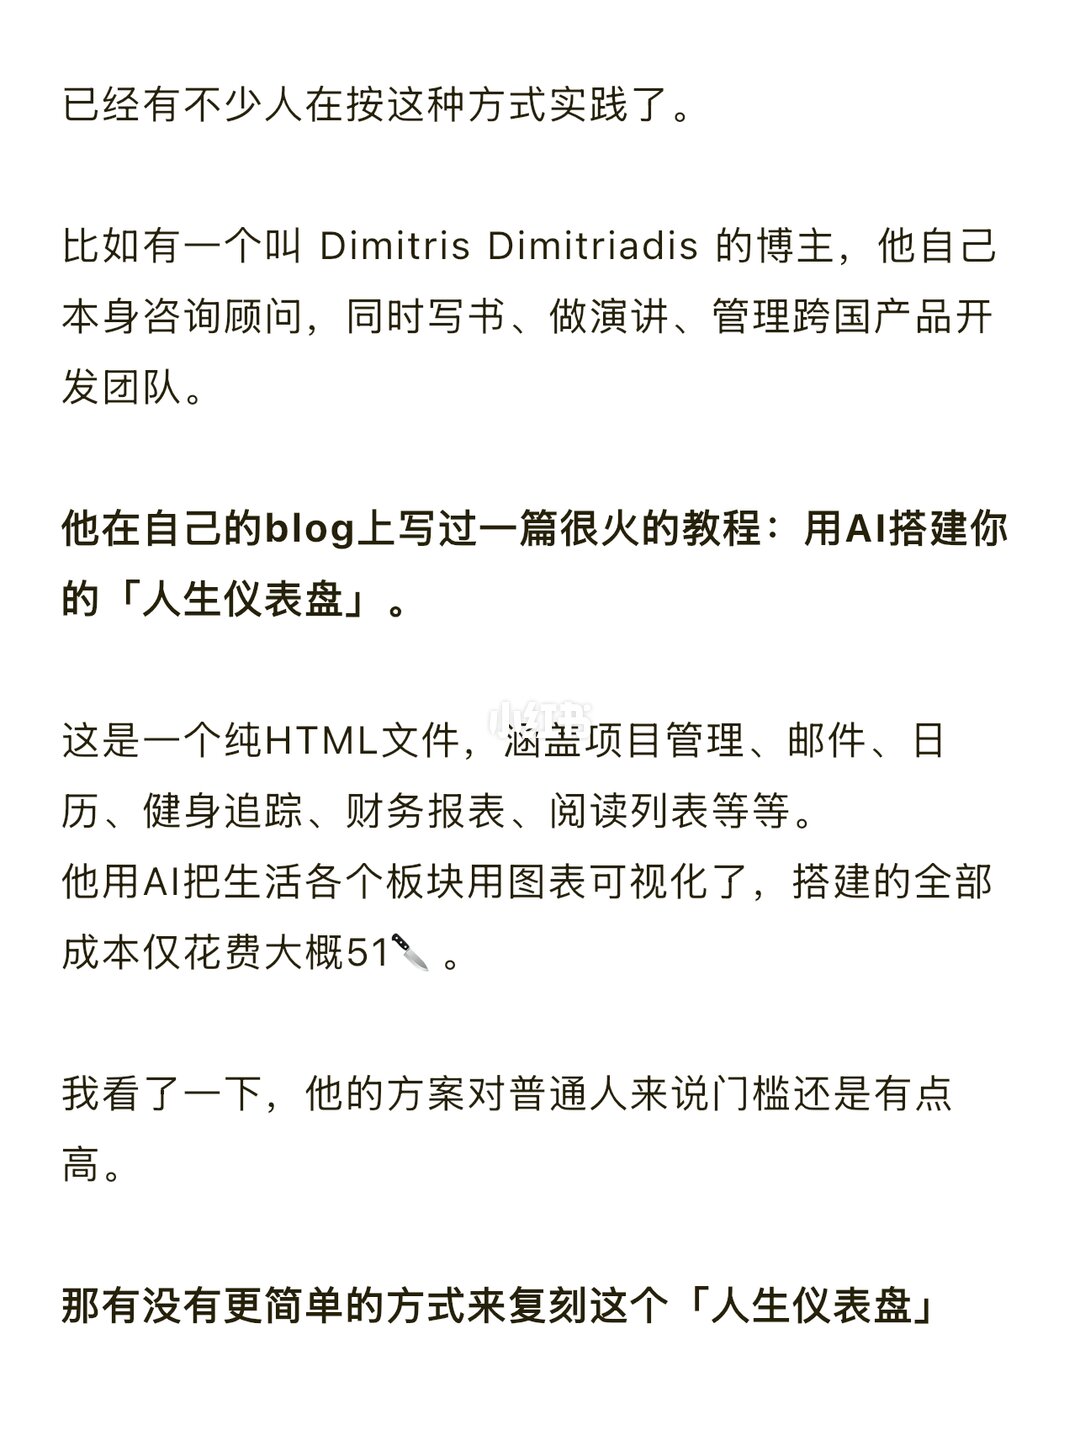 已经有不少人在按这种方式实践了。
比如有一个叫 Dimitris Dimitriadis 的博主，他自己
本身咨询顾问，同时写书、做演讲、管理跨国产品开
发团队。
他在自己的blog上写过一篇很火的教程：用AI搭建你
的「人生仪表盘」。
小红书
这是一个纯HTML文件，涵盖项目管理、邮件、日
历、健身追踪、财务报表、阅读列表等等。
他用AI把生活各个板块用图表可视化了，搭建的全部
成本仅花费大概51🔪。
我看了一下，他的方案对普通人来说门槛还是有点
高。
那有没有更简单的方式来复刻这个「人生仪表盘」